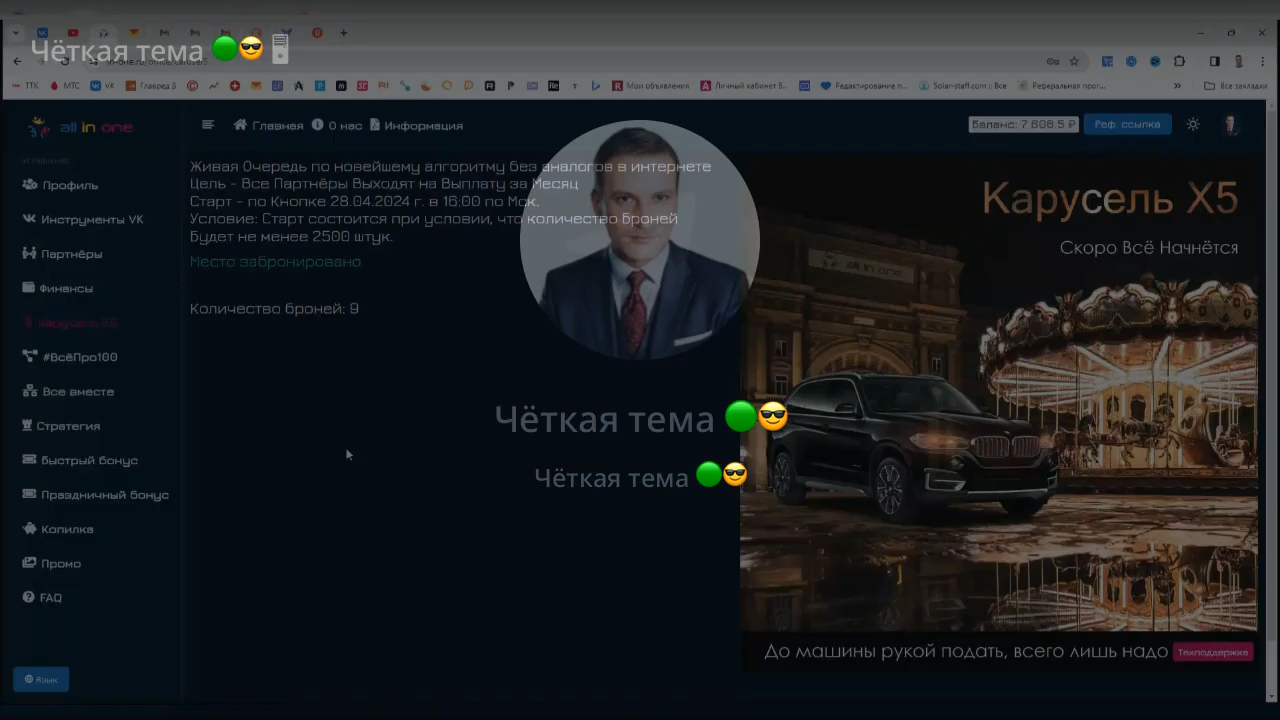 Чёткая тема
ТТК
МТС
VK
Главред
Мои объявления
Личный кабинет В...
Редактирование п...
Solar-staff.com :: Все
Реферальная прог...
Все закладки
all in one
Главная
О нас
Информация
Баланс: 7 606.5 ₽
Реф. ссылка
Профиль
Инструменты VK
Партнёры
Финансы
Карусель X5
#ВсёПро100
Все вместе
Стратегия
Быстрый бонус
Праздничный бонус
Копилка
Промо
FAQ
Язык
Живая Очередь по новейшему алгоритму без аналогов в интернете
Цель - Все Партнёры Выходят на Выплату за Месяц
Старт - по Кнопке 28.04.2024 г. в 16:00 по Мск.
Условие: Старт состоится при условии, что количество броней
Будет не менее 2500 штук.
Место забронировано
Количество броней: 9
Чёткая тема
Чёткая тема
Карусель X5
Скоро Всё Начнётся
all in one
До машины рукой подать, всего лишь надо
Техподдержка